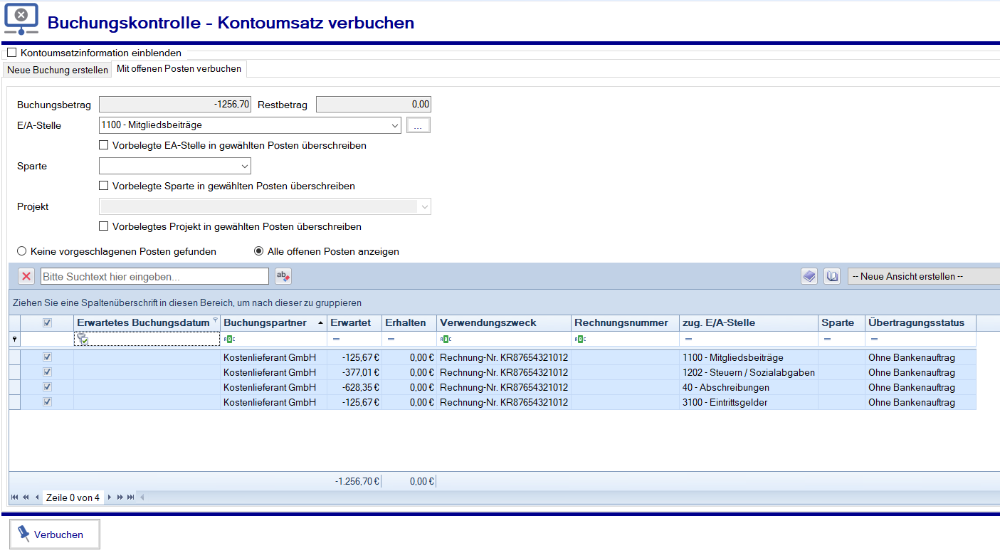 Buchungskontrolle - Kontoumsatz verbuchen
Kontoumsatzinformation einblenden
Neue Buchung erstellen Mit offenen Posten verbuchen
Buchungsbetrag -1256,70 Restbetrag 0,00
E/A-Stelle 1100 - Mitgliedsbeiträge ...
Vorbelegte EA-Stelle in gewählten Posten überschreiben
Sparte
Vorbelegte Sparte in gewählten Posten überschreiben
Projekt
Vorbelegtes Projekt in gewählten Posten überschreiben
Keine vorgeschlagenen Posten gefunden Alle offenen Posten anzeigen
Bitte Suchtext hier eingeben... ab -- Neue Ansicht erstellen --
Ziehen Sie eine Spaltenüberschrift in diesen Bereich, um nach dieser zu gruppieren
Erwartetes Buchungsdatum Buchungspartner Erwartet Erhalten Verwendungszweck Rechnungsnummer zug. E/A-Stelle Sparte Übertragungsstatus
ABC = = ABC ABC = = =
Kostenlieferant GmbH -125,67 € 0,00 € Rechnung-Nr. KR87654321012 1100 - Mitgliedsbeiträge Ohne Bankenauftrag
Kostenlieferant GmbH -377,01 € 0,00 € Rechnung-Nr. KR87654321012 1202 - Steuern / Sozialabgaben Ohne Bankenauftrag
Kostenlieferant GmbH -628,35 € 0,00 € Rechnung-Nr. KR87654321012 40 - Abschreibungen Ohne Bankenauftrag
Kostenlieferant GmbH -125,67 € 0,00 € Rechnung-Nr. KR87654321012 3100 - Eintrittsgelder Ohne Bankenauftrag
-1.256,70 € 0,00 €
Zeile 0 von 4
Verbuchen